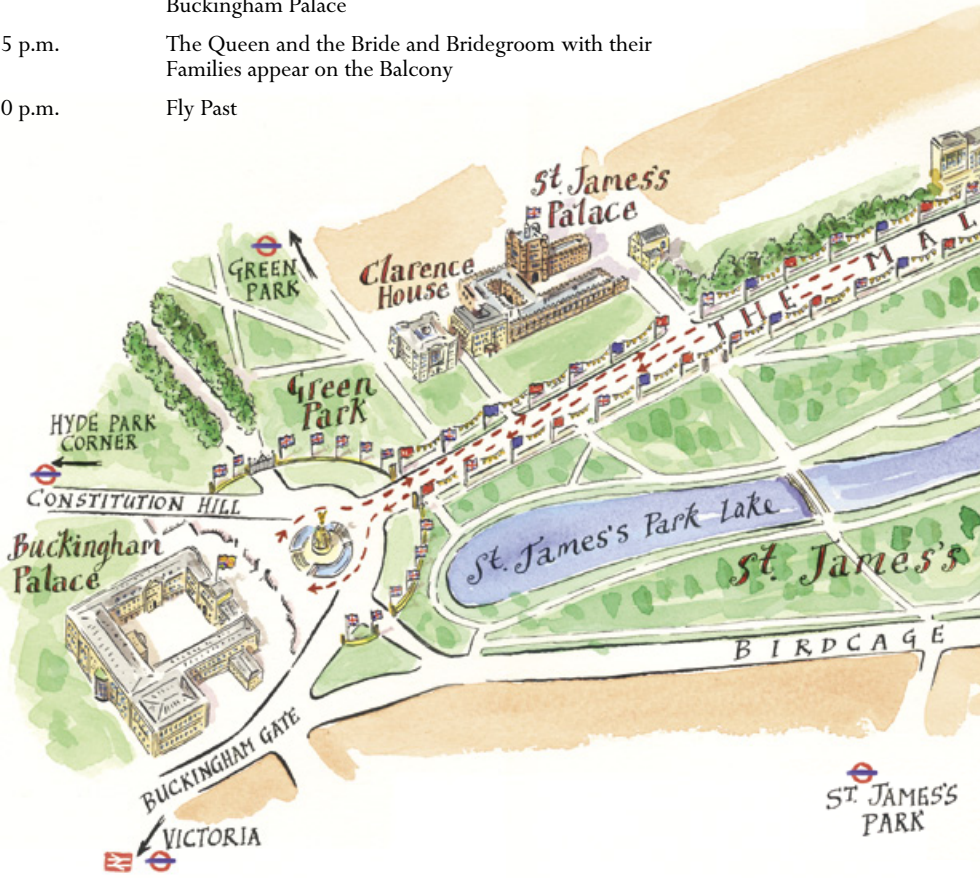 Buckingham Palace
5 p.m. The Queen and the Bride and Bridegroom with their
Families appear on the Balcony
0 p.m. Fly Past
St. James's
Palace
GREEN
PARK
Clarence
House
THE MAL
Green
Park
HYDE PARK
CORNER
CONSTITUTION HILL
Buckingham
Palace
St. James's Park Lake
St. James's
BIRDCAGE
BUCKINGHAM GATE
ST. JAMES'S
PARK
VICTORIA